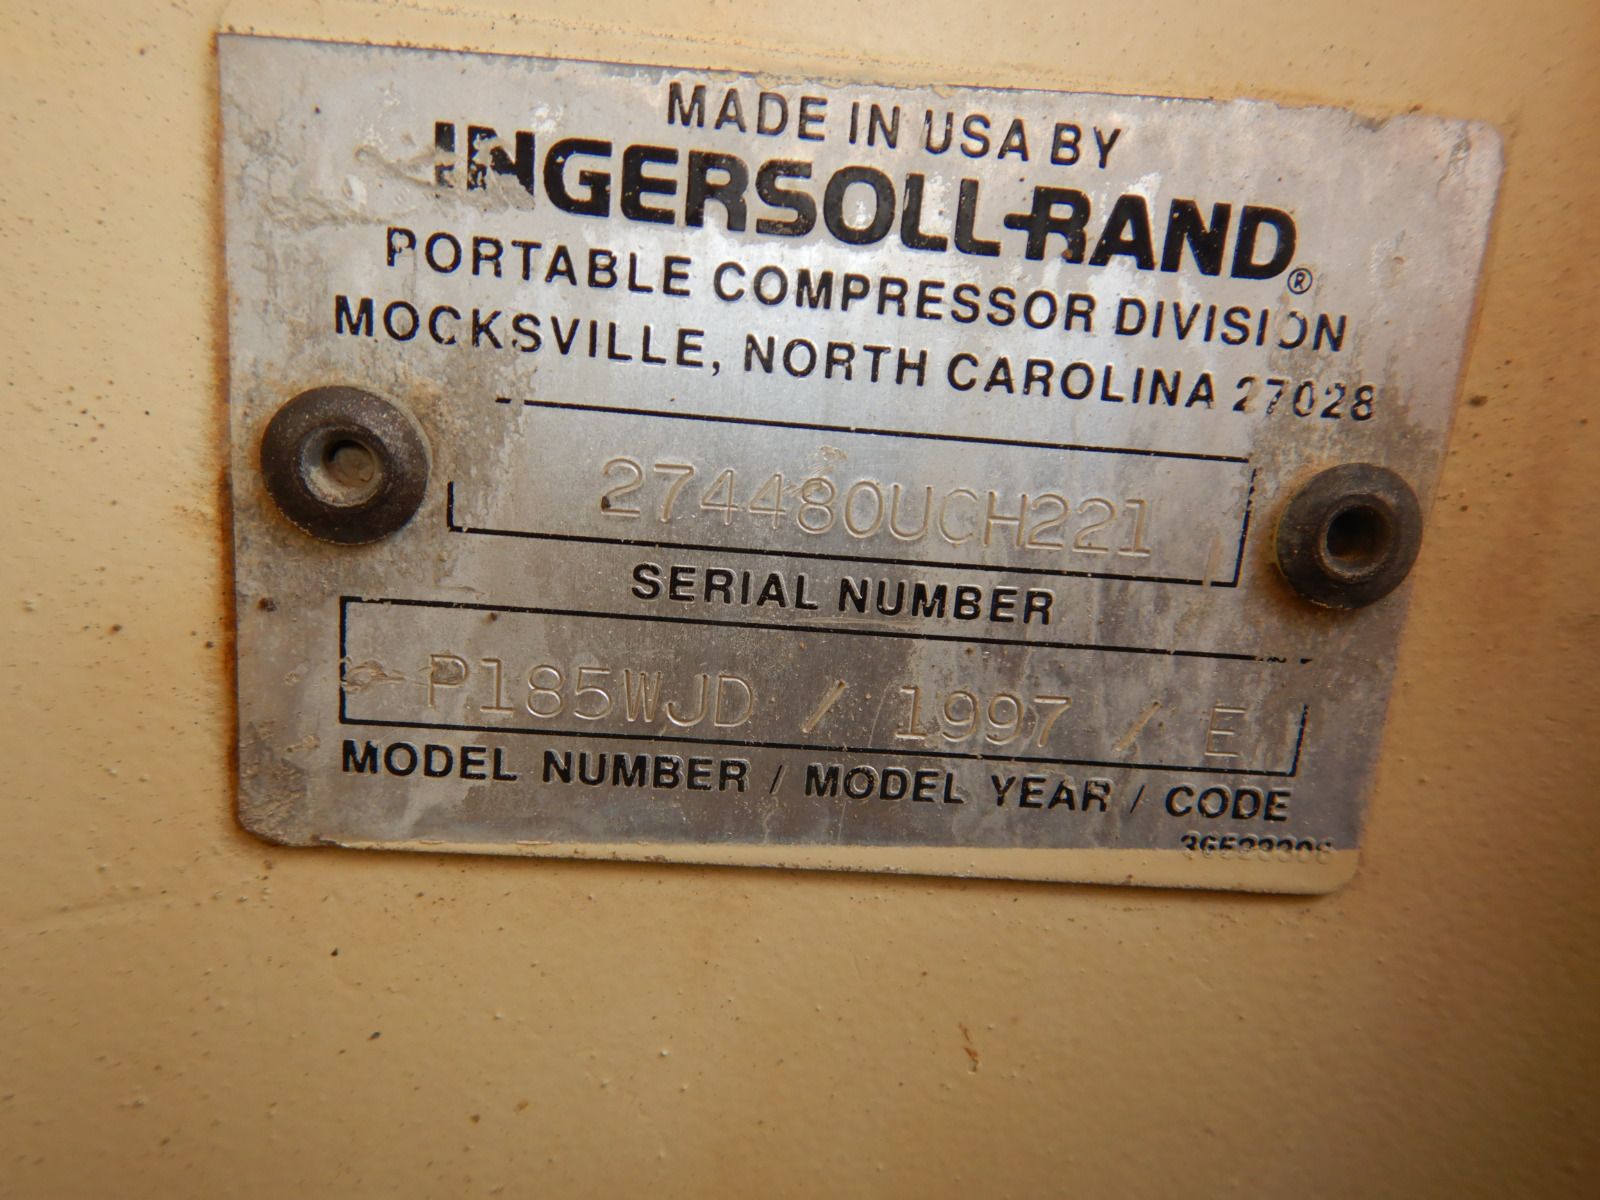 MADE IN USA BY
INGERSOLL-RAND®
PORTABLE COMPRESSOR DIVISION
MOCKSVILLE, NORTH CAROLINA 27028
274480UCH221
SERIAL NUMBER
P185WJD / 1997 / E
MODEL NUMBER / MODEL YEAR / CODE